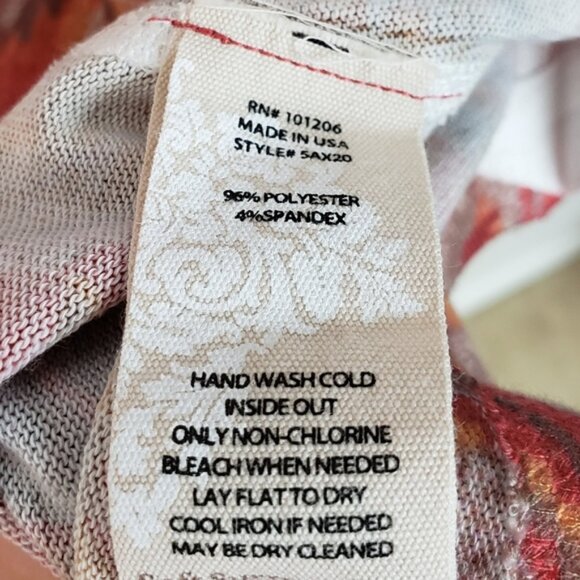 RN# 101206
MADE IN USA
STYLE# 5AX20
96% POLYESTER
4%SPANDEX
HAND WASH COLD
INSIDE OUT
ONLY NON-CHLORINE
BLEACH WHEN NEEDED
LAY FLAT TO DRY
COOL IRON IF NEEDED
MAY BE DRY CLEANED